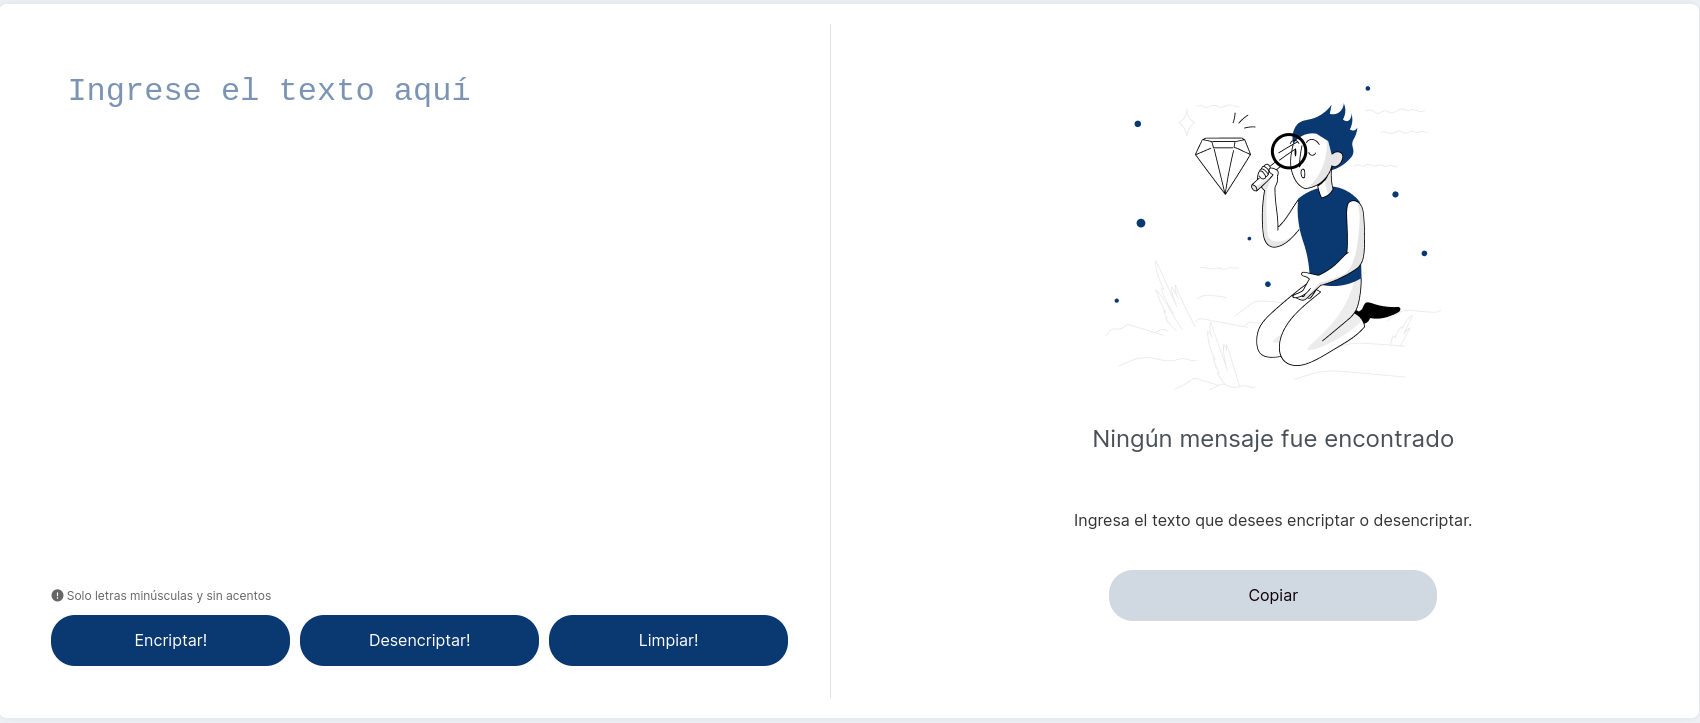 Ingrese el texto aquí
Solo letras minúsculas y sin acentos
Encriptar!
Desencriptar!
Limpiar!
Ningún mensaje fue encontrado
Ingresa el texto que desees encriptar o desencriptar.
Copiar